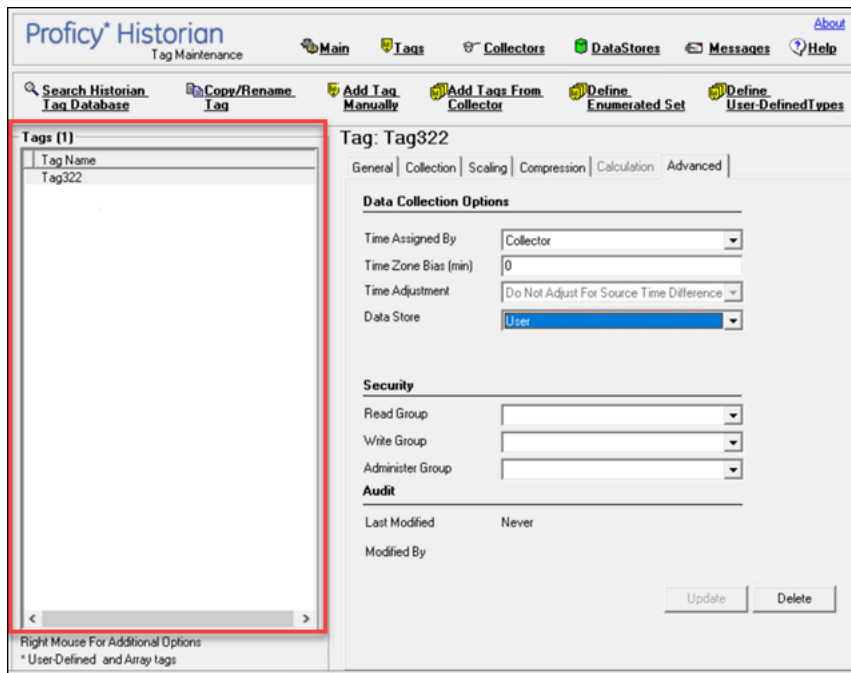 Proficy* Historian
Tag Maintenance
Main
Tags
Collectors
DataStores
Messages
About
Help
Search Historian
Tag Database
Copy/Rename
Tag
Add Tag
Manually
Add Tags From
Collector
Define
Enumerated Set
Define
User-DefinedTypes
Tags (1)
Tag Name
Tag322
Right Mouse For Additional Options
* User-Defined and Array tags
Tag: Tag322
General Collection Scaling Compression Calculation Advanced
Data Collection Options
Time Assigned By Collector
Time Zone Bias (min) 0
Time Adjustment Do Not Adjust For Source Time Difference
Data Store User
Security
Read Group
Write Group
Administer Group
Audit
Last Modified Never
Modified By
Update Delete